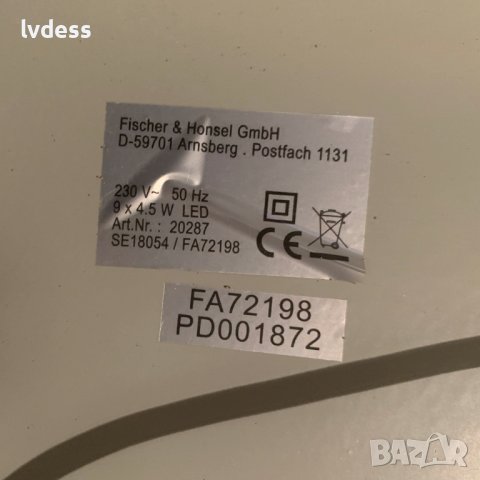 lvdess
Fischer & Honsel GmbH
D-59701 Arnsberg . Postfach 1131
230 V~ 50 Hz
9 x 4.5 W LED
Art.Nr. : 20287
SE18054 / FA72198
CE
FA72198
PD001872
BAZAR